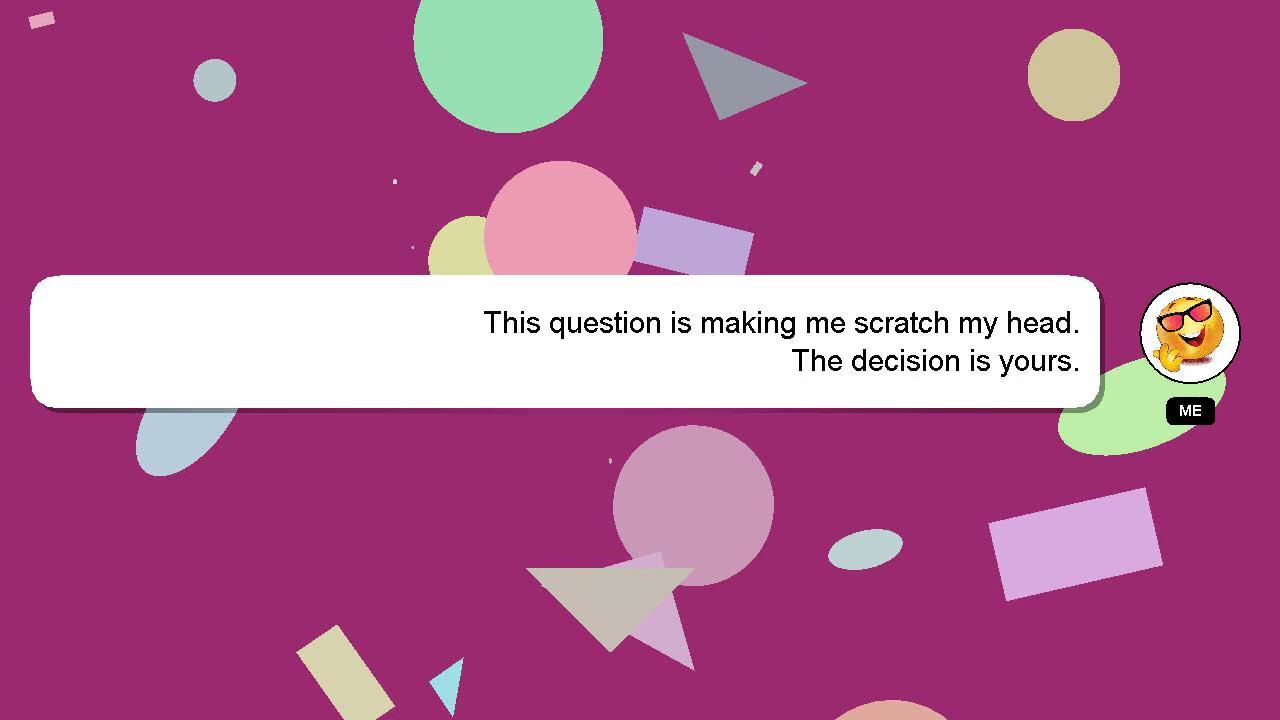 This question is making me scratch my head.
The decision is yours.
ME